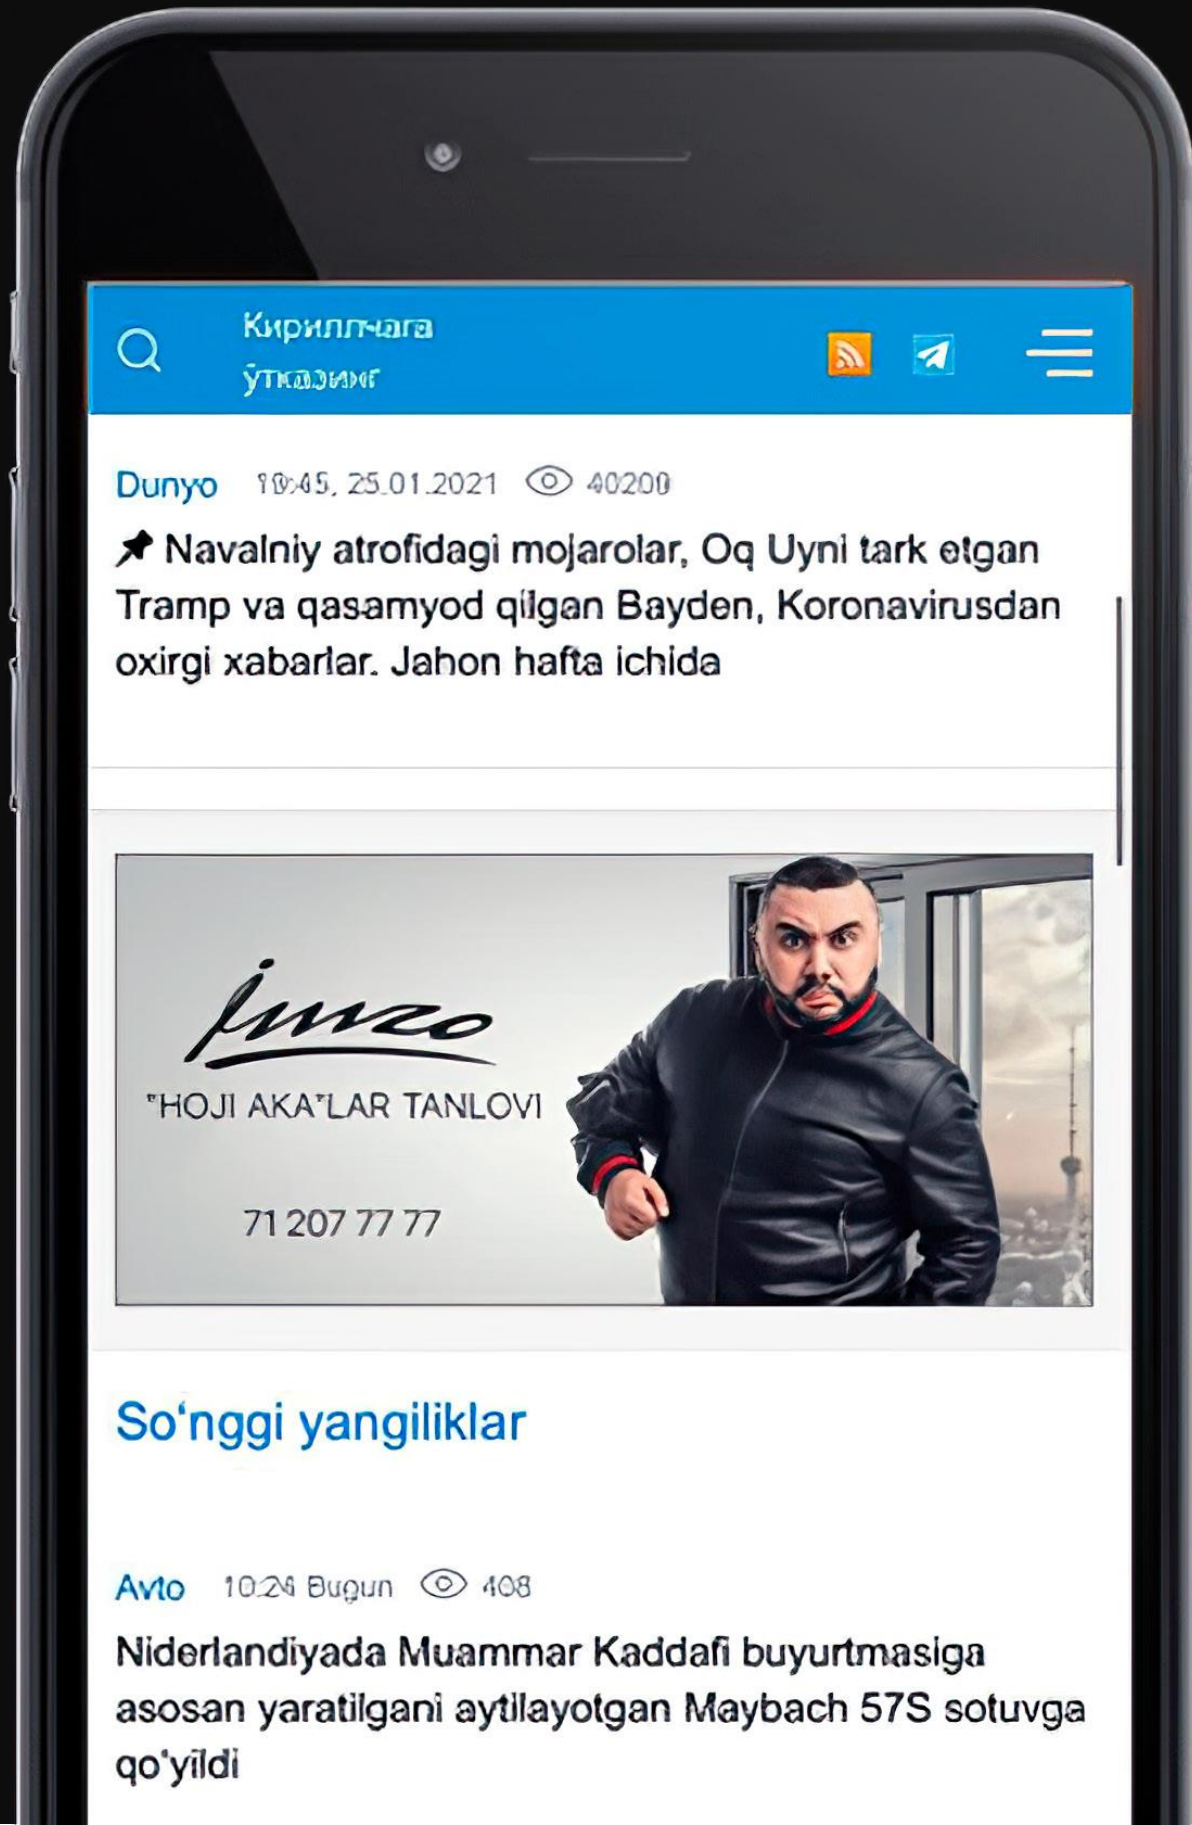 Кириллчага
ўтказинг
Dunyo 19:45, 25.01.2021 40200
Navalniy atrofidagi mojarolar, Oq Uyni tark etgan
Tramp va qasamyod qilgan Bayden, Koronavirusdan
oxirgi xabarlar. Jahon hafta ichida
imzo
"HOJI AKA"LAR TANLOVI
71 207 77 77
So‘nggi yangiliklar
Avto 10:24 Bugun 408
Niderlandiyada Muammar Kaddafi buyurtmasiga
asosan yaratilgani aytilayotgan Maybach 57S sotuvga
qo‘yildi